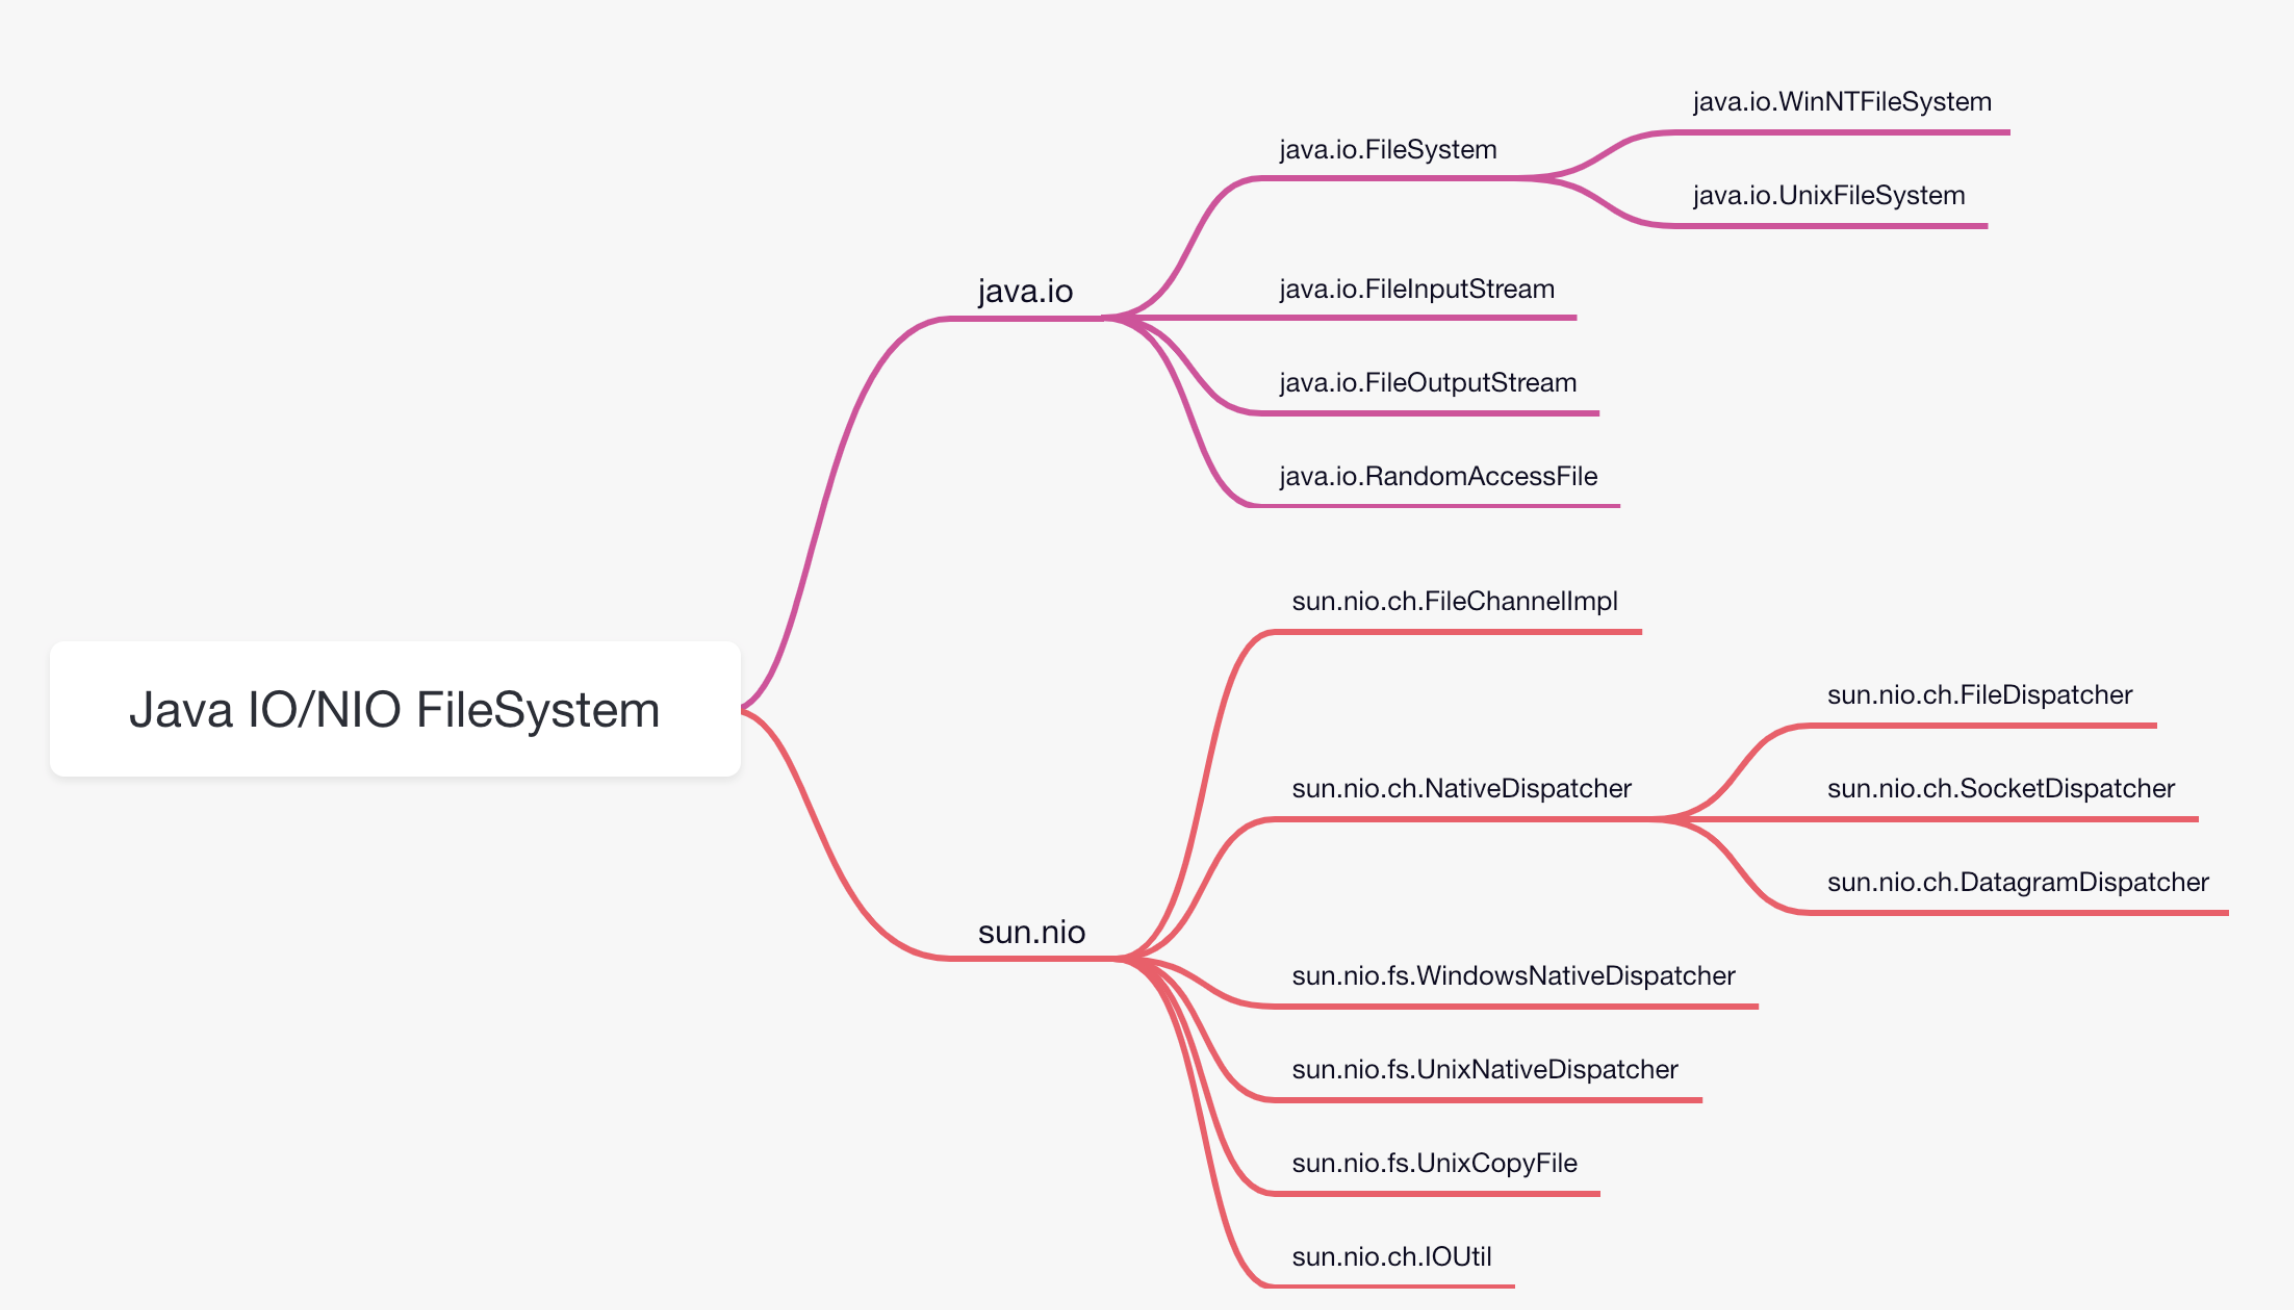 Java IO/NIO FileSystem
java.io
java.io.FileSystem
java.io.WinNTFileSystem
java.io.UnixFileSystem
java.io.FileInputStream
java.io.FileOutputStream
java.io.RandomAccessFile
sun.nio
sun.nio.ch.FileChannelImpl
sun.nio.ch.NativeDispatcher
sun.nio.ch.FileDispatcher
sun.nio.ch.SocketDispatcher
sun.nio.ch.DatagramDispatcher
sun.nio.fs.WindowsNativeDispatcher
sun.nio.fs.UnixNativeDispatcher
sun.nio.fs.UnixCopyFile
sun.nio.ch.IOUtil